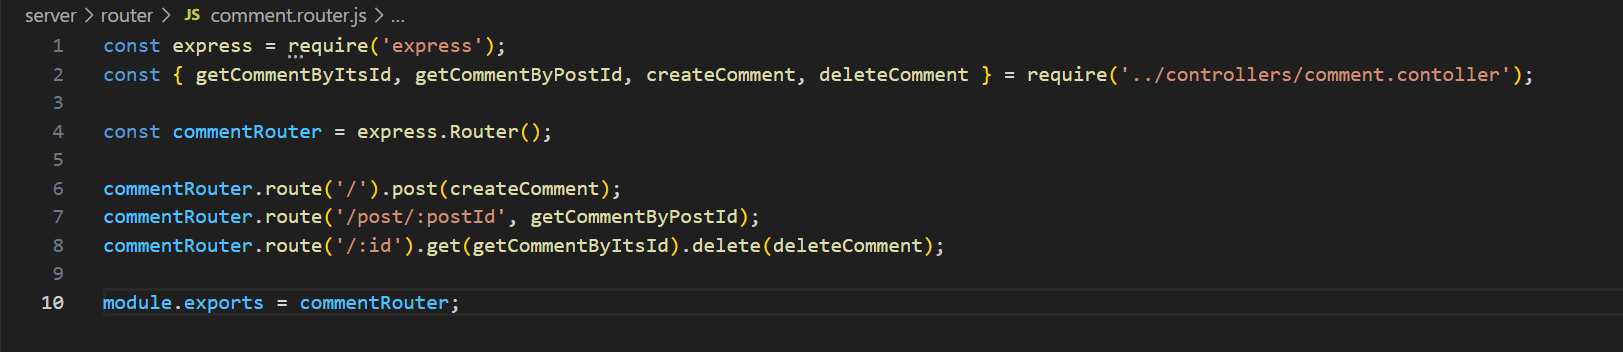 server > router > JS comment.router.js > ...
1 const express = require('express');
2 const { getCommentByItsId, getCommentByPostId, createComment, deleteComment } = require('../controllers/comment.contoller');
3
4 const commentRouter = express.Router();
5
6 commentRouter.route('/').post(createComment);
7 commentRouter.route('/post/:postId', getCommentByPostId);
8 commentRouter.route('/:id').get(getCommentByItsId).delete(deleteComment);
9
10 module.exports = commentRouter;